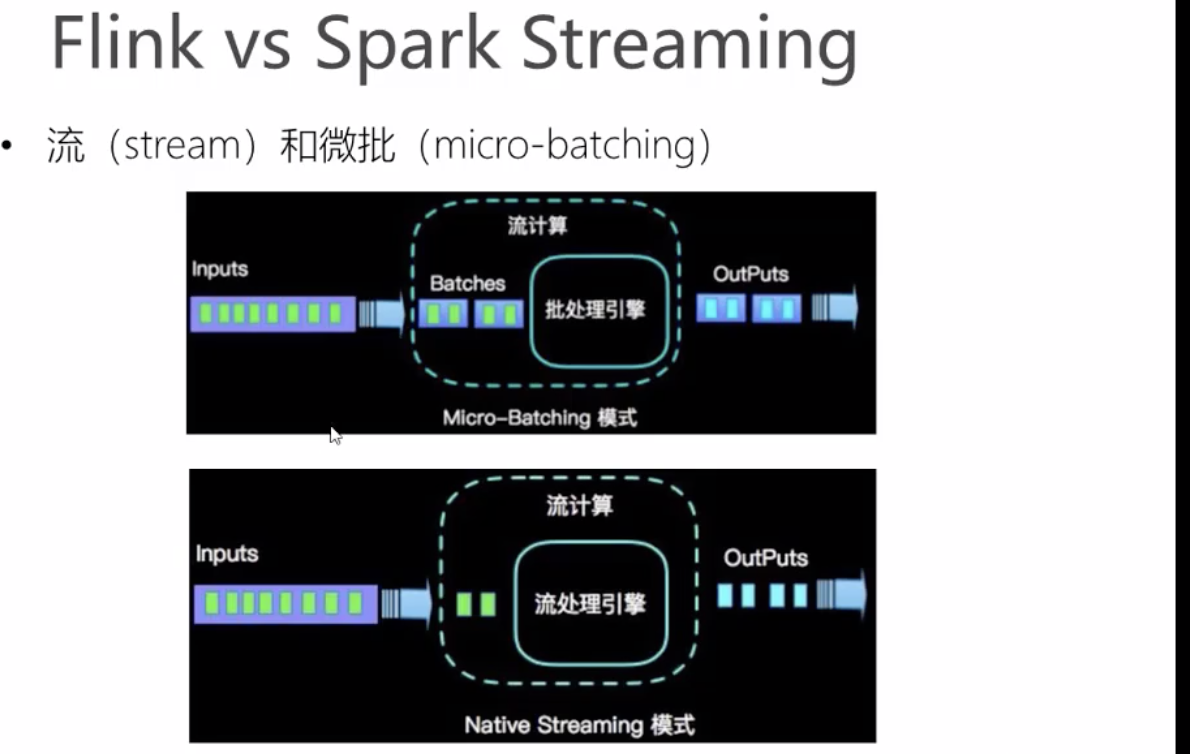 Flink vs Spark Streaming
• 流（stream）和微批（micro-batching）
流计算
Inputs
Batches
批处理引擎
OutPuts
Micro-Batching 模式
流计算
Inputs
流处理引擎
OutPuts
Native Streaming 模式